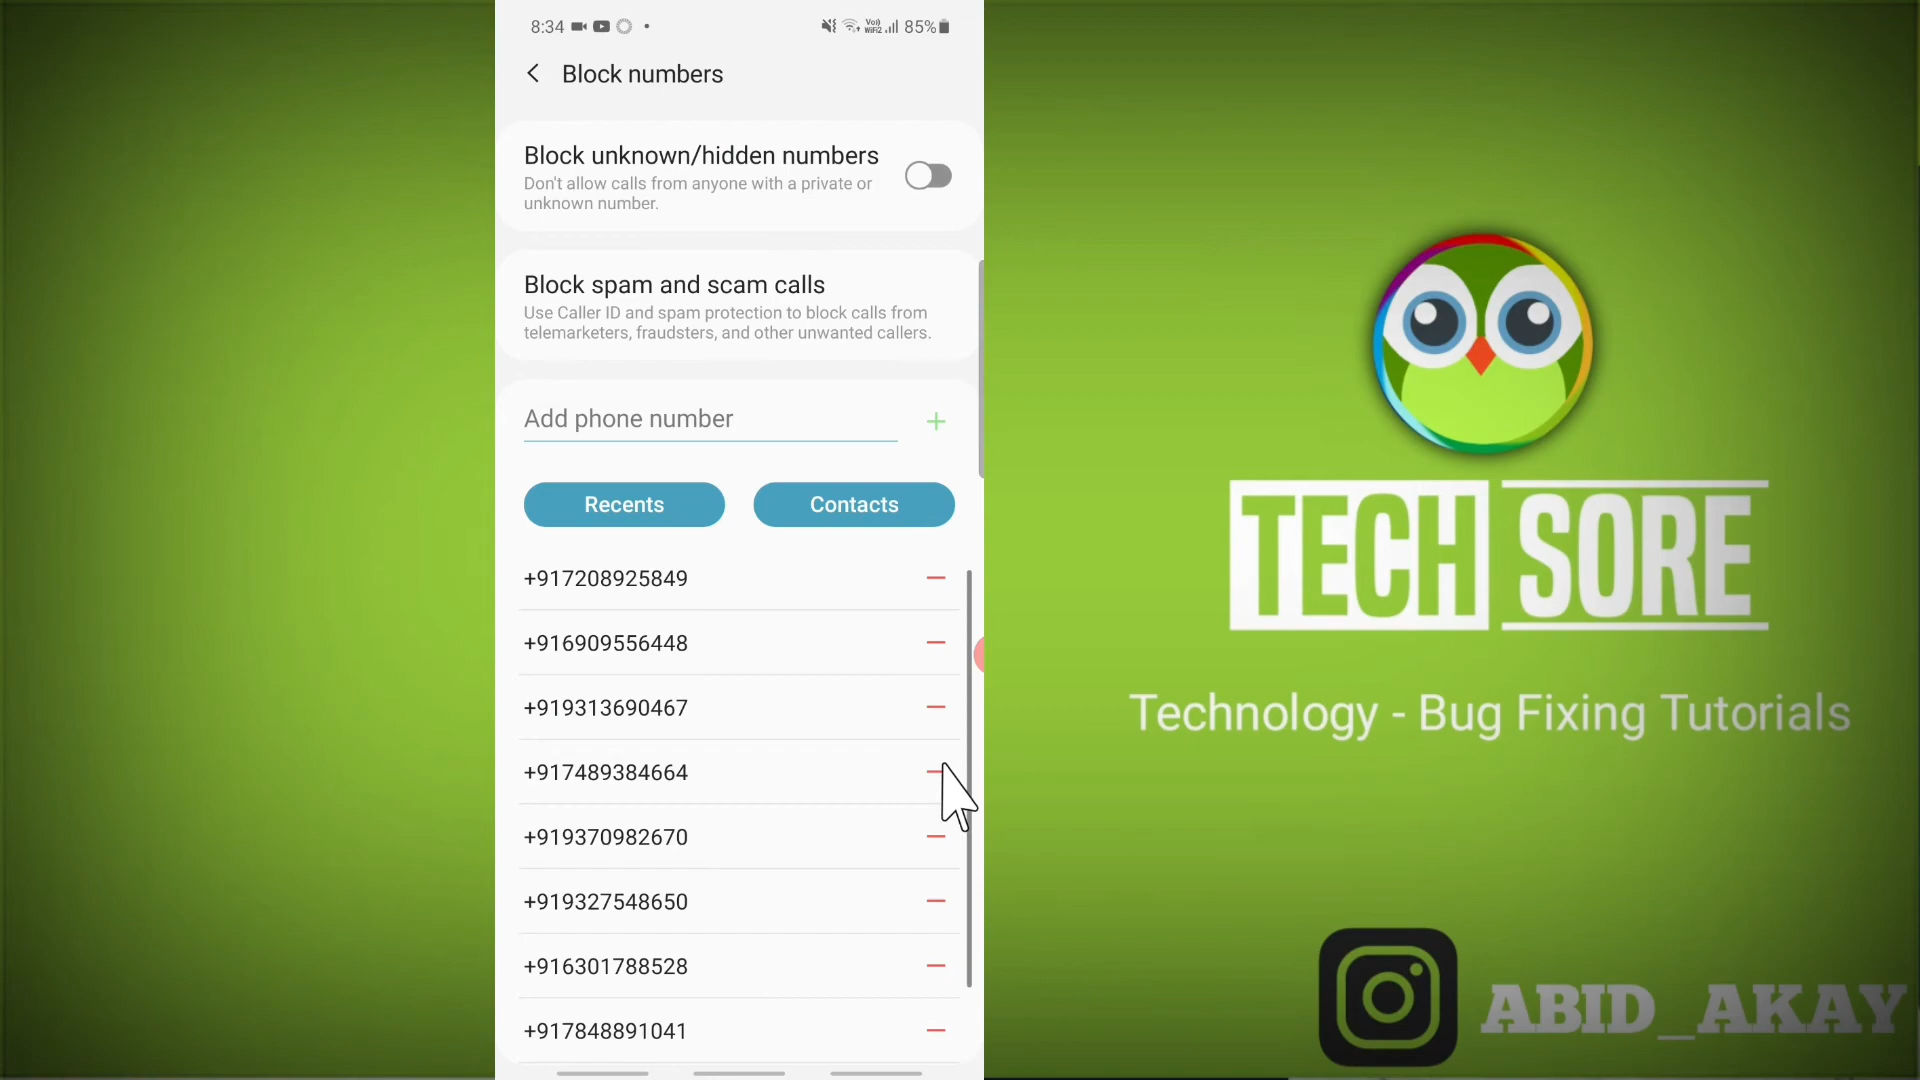 8:34
Vo)) WiFi2 85%
Block numbers
Block unknown/hidden numbers
Don't allow calls from anyone with a private or
unknown number.
Block spam and scam calls
Use Caller ID and spam protection to block calls from
telemarketers, fraudsters, and other unwanted callers.
Add phone number
+
Recents
Contacts
+917208925849
+916909556448
+919313690467
+917489384664
+919370982670
+919327548650
+916301788528
+917848891041
TECH SORE
Technology - Bug Fixing Tutorials
ABID_AKAY